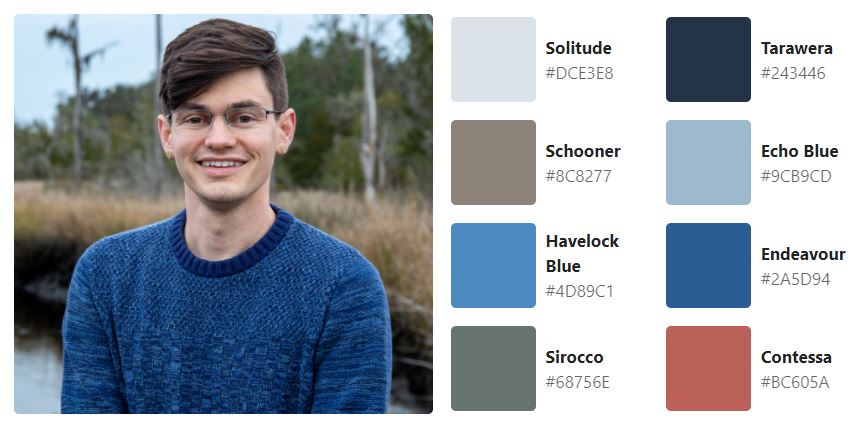 Solitude
#DCE3E8
Tarawera
#243446
Schooner
#8C8277
Echo Blue
#9CB9CD
Havelock
Blue
#4D89C1
Endeavour
#2A5D94
Sirocco
#68756E
Contessa
#BC605A